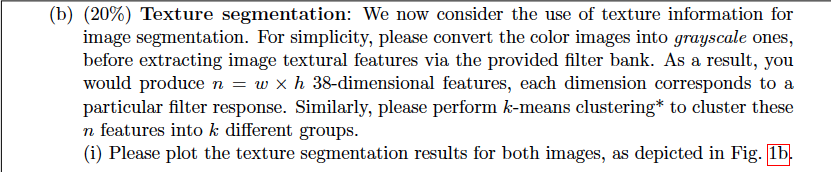 (b) (20%) Texture segmentation: We now consider the use of texture information for
image segmentation. For simplicity, please convert the color images into grayscale ones,
before extracting image textural features via the provided filter bank. As a result, you
would produce n = w × h 38-dimensional features, each dimension corresponds to a
particular filter response. Similarly, please perform k-means clustering* to cluster these
n features into k different groups.
(i) Please plot the texture segmentation results for both images, as depicted in Fig. 1b.